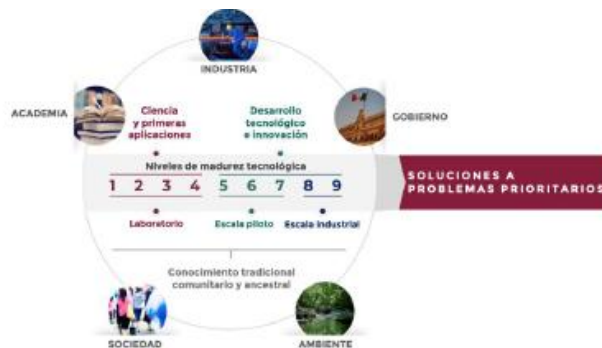 INDUSTRIA
ACADEMIA
Ciencia
y primeras
aplicaciones
Desarrollo
tecnológico
e innovación
GOBIERNO
Niveles de madurez tecnológica
1 2 3 4 5 6 7 8 9
SOLUCIONES A
PROBLEMAS PRIORITARIOS
Laboratorio
Escala piloto
Escala industrial
Conocimiento tradicional
comunitario y ancestral
SOCIEDAD
AMBIENTE